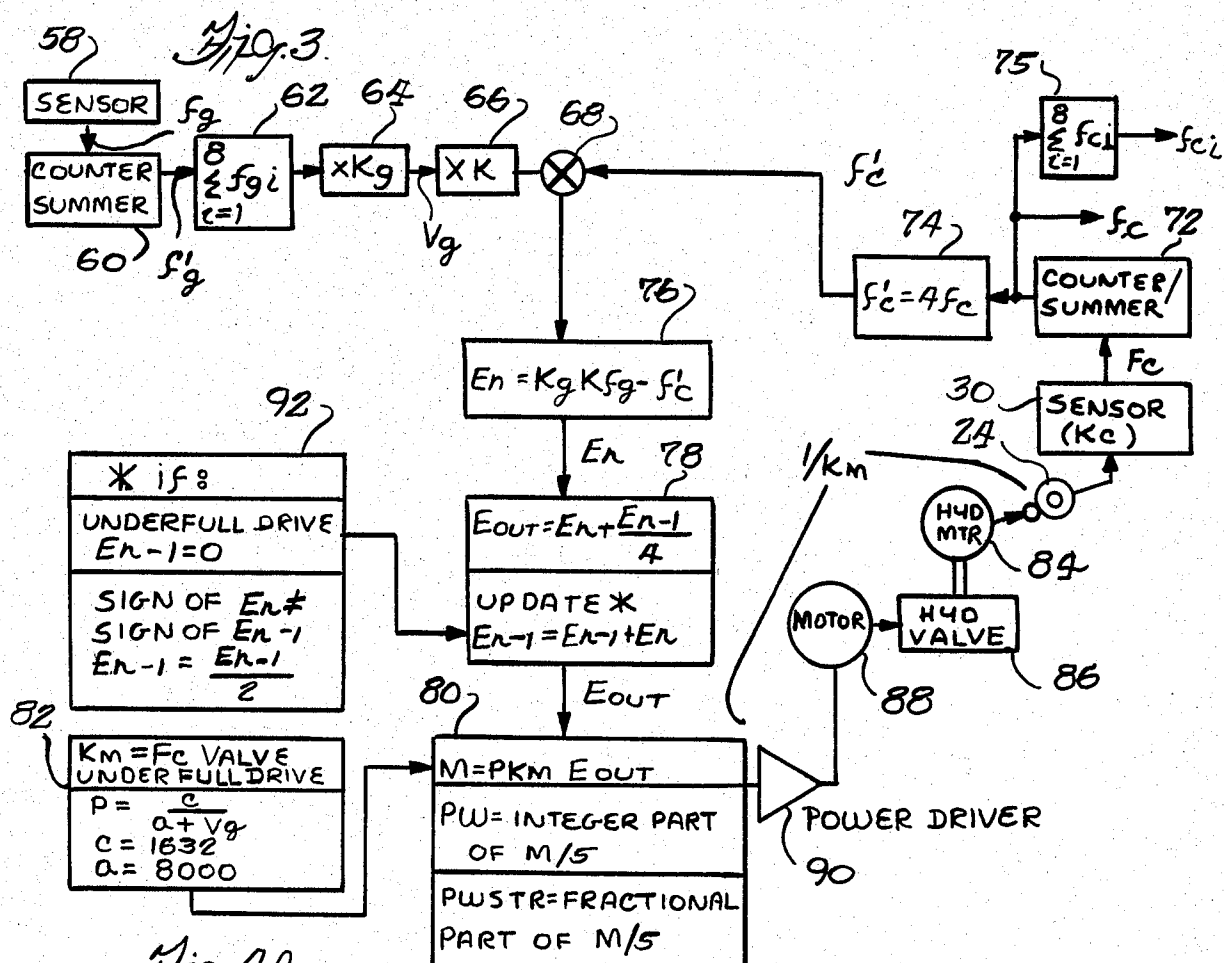 Fig. 3.
58
SENSOR
fg
COUNTER
SUMMER
60
f'g
62
8
Σ fgi
i=1
64
xKg
Vg
66
XK
68
f'c
75
8
Σ fci
i=1
fci
fc
72
74
f'c = 4fc
COUNTER/
SUMMER
Fc
30
SENSOR
(Kc)
24
76
En = KgKfg - f'c
En
78
1/Km
92
* if:
UNDERFULL DRIVE
En-1=0
SIGN OF En ≠
SIGN OF En-1
En-1 = En-1
2
EOUT = En + En-1
4
UPDATE *
En-1 = En-1 + En
EOUT
HYD
MTR
84
MOTOR
88
HYD
VALVE
86
82
Km = Fc VALVE
UNDER FULL DRIVE
P = c
a + Vg
c = 1632
a = 8000
80
M=PKM EOUT
PW= INTEGER PART
OF M/5
PWSTR=FRACTIONAL
PART OF M/5
POWER DRIVER
90